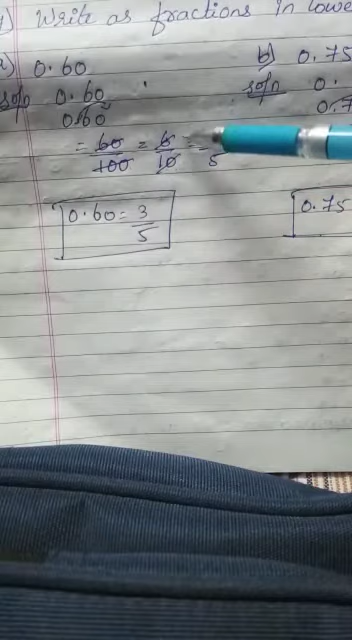 Write as fractions in lowe
a) 0.60
b) 0.75
soln 0.60
soln 0.
0.60
0.7
= 60/100 = 6/10 = /5
0.60 = 3/5
0.75